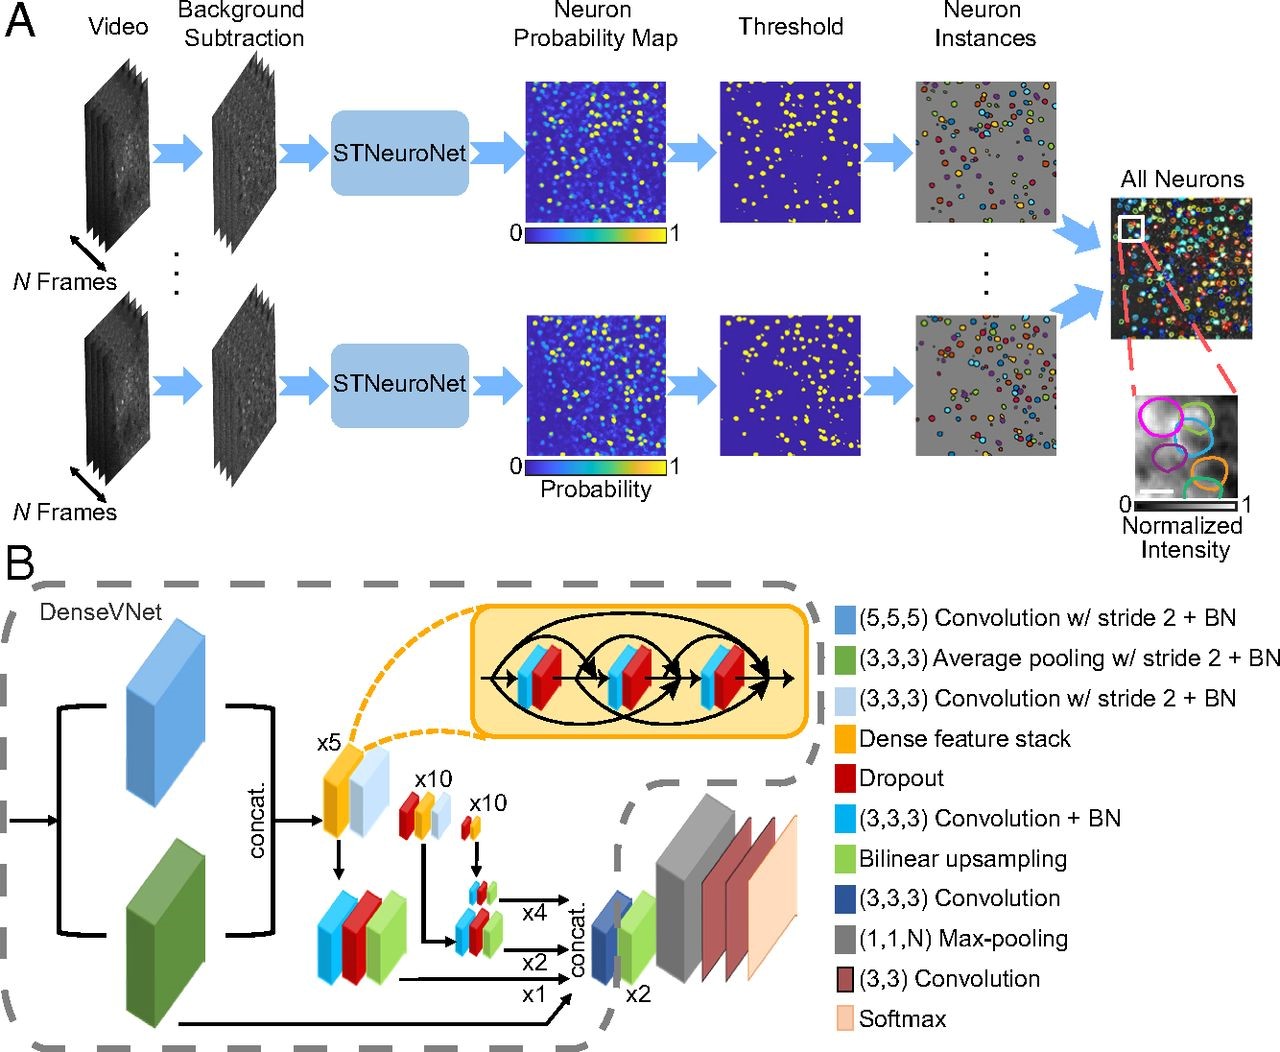 A
Video
Background
Subtraction
Neuron
Probability Map
Threshold
Neuron
Instances
STNeuroNet
0 1
N Frames
All Neurons
STNeuroNet
0 1
Probability
N Frames
0 1
Normalized
Intensity
B
DenseVNet
concat.
x5
x10
x10
x4
x2
x1
concat.
x2
(5,5,5) Convolution w/ stride 2 + BN
(3,3,3) Average pooling w/ stride 2 + BN
(3,3,3) Convolution w/ stride 2 + BN
Dense feature stack
Dropout
(3,3,3) Convolution + BN
Bilinear upsampling
(3,3,3) Convolution
(1,1,N) Max-pooling
(3,3) Convolution
Softmax